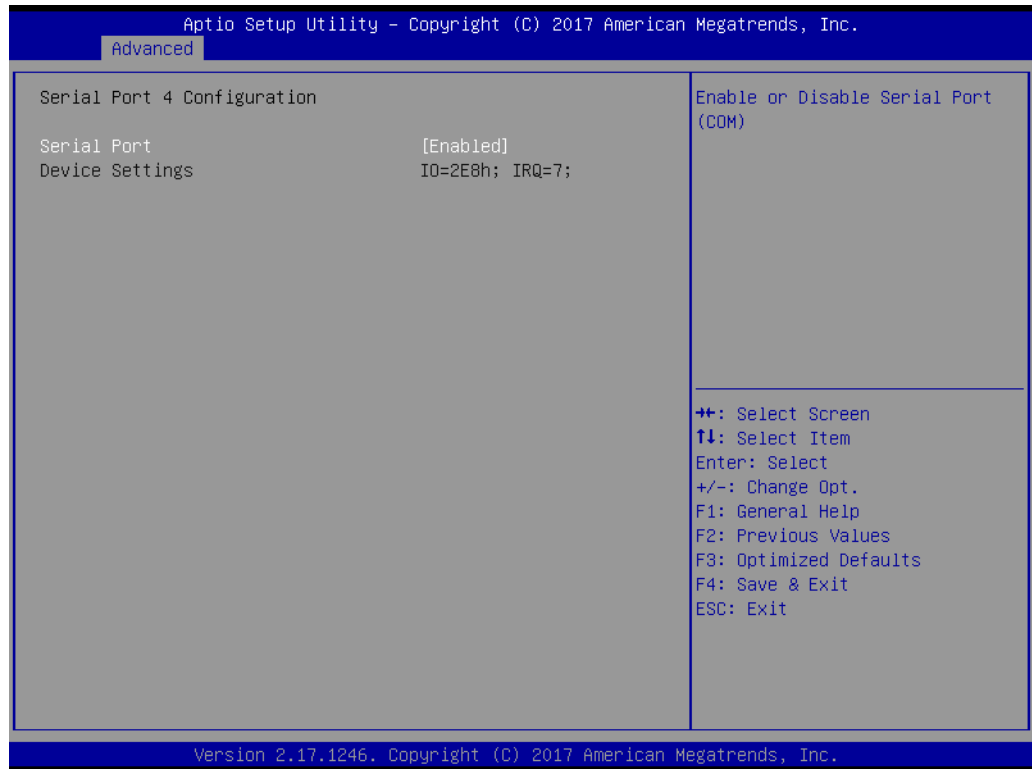 Aptio Setup Utility – Copyright (C) 2017 American Megatrends, Inc.
Advanced
Serial Port 4 Configuration
Serial Port [Enabled]
Device Settings IO=2E8h; IRQ=7;
Enable or Disable Serial Port
(COM)
→←: Select Screen
↑↓: Select Item
Enter: Select
+/-: Change Opt.
F1: General Help
F2: Previous Values
F3: Optimized Defaults
F4: Save & Exit
ESC: Exit
Version 2.17.1246. Copyright (C) 2017 American Megatrends, Inc.